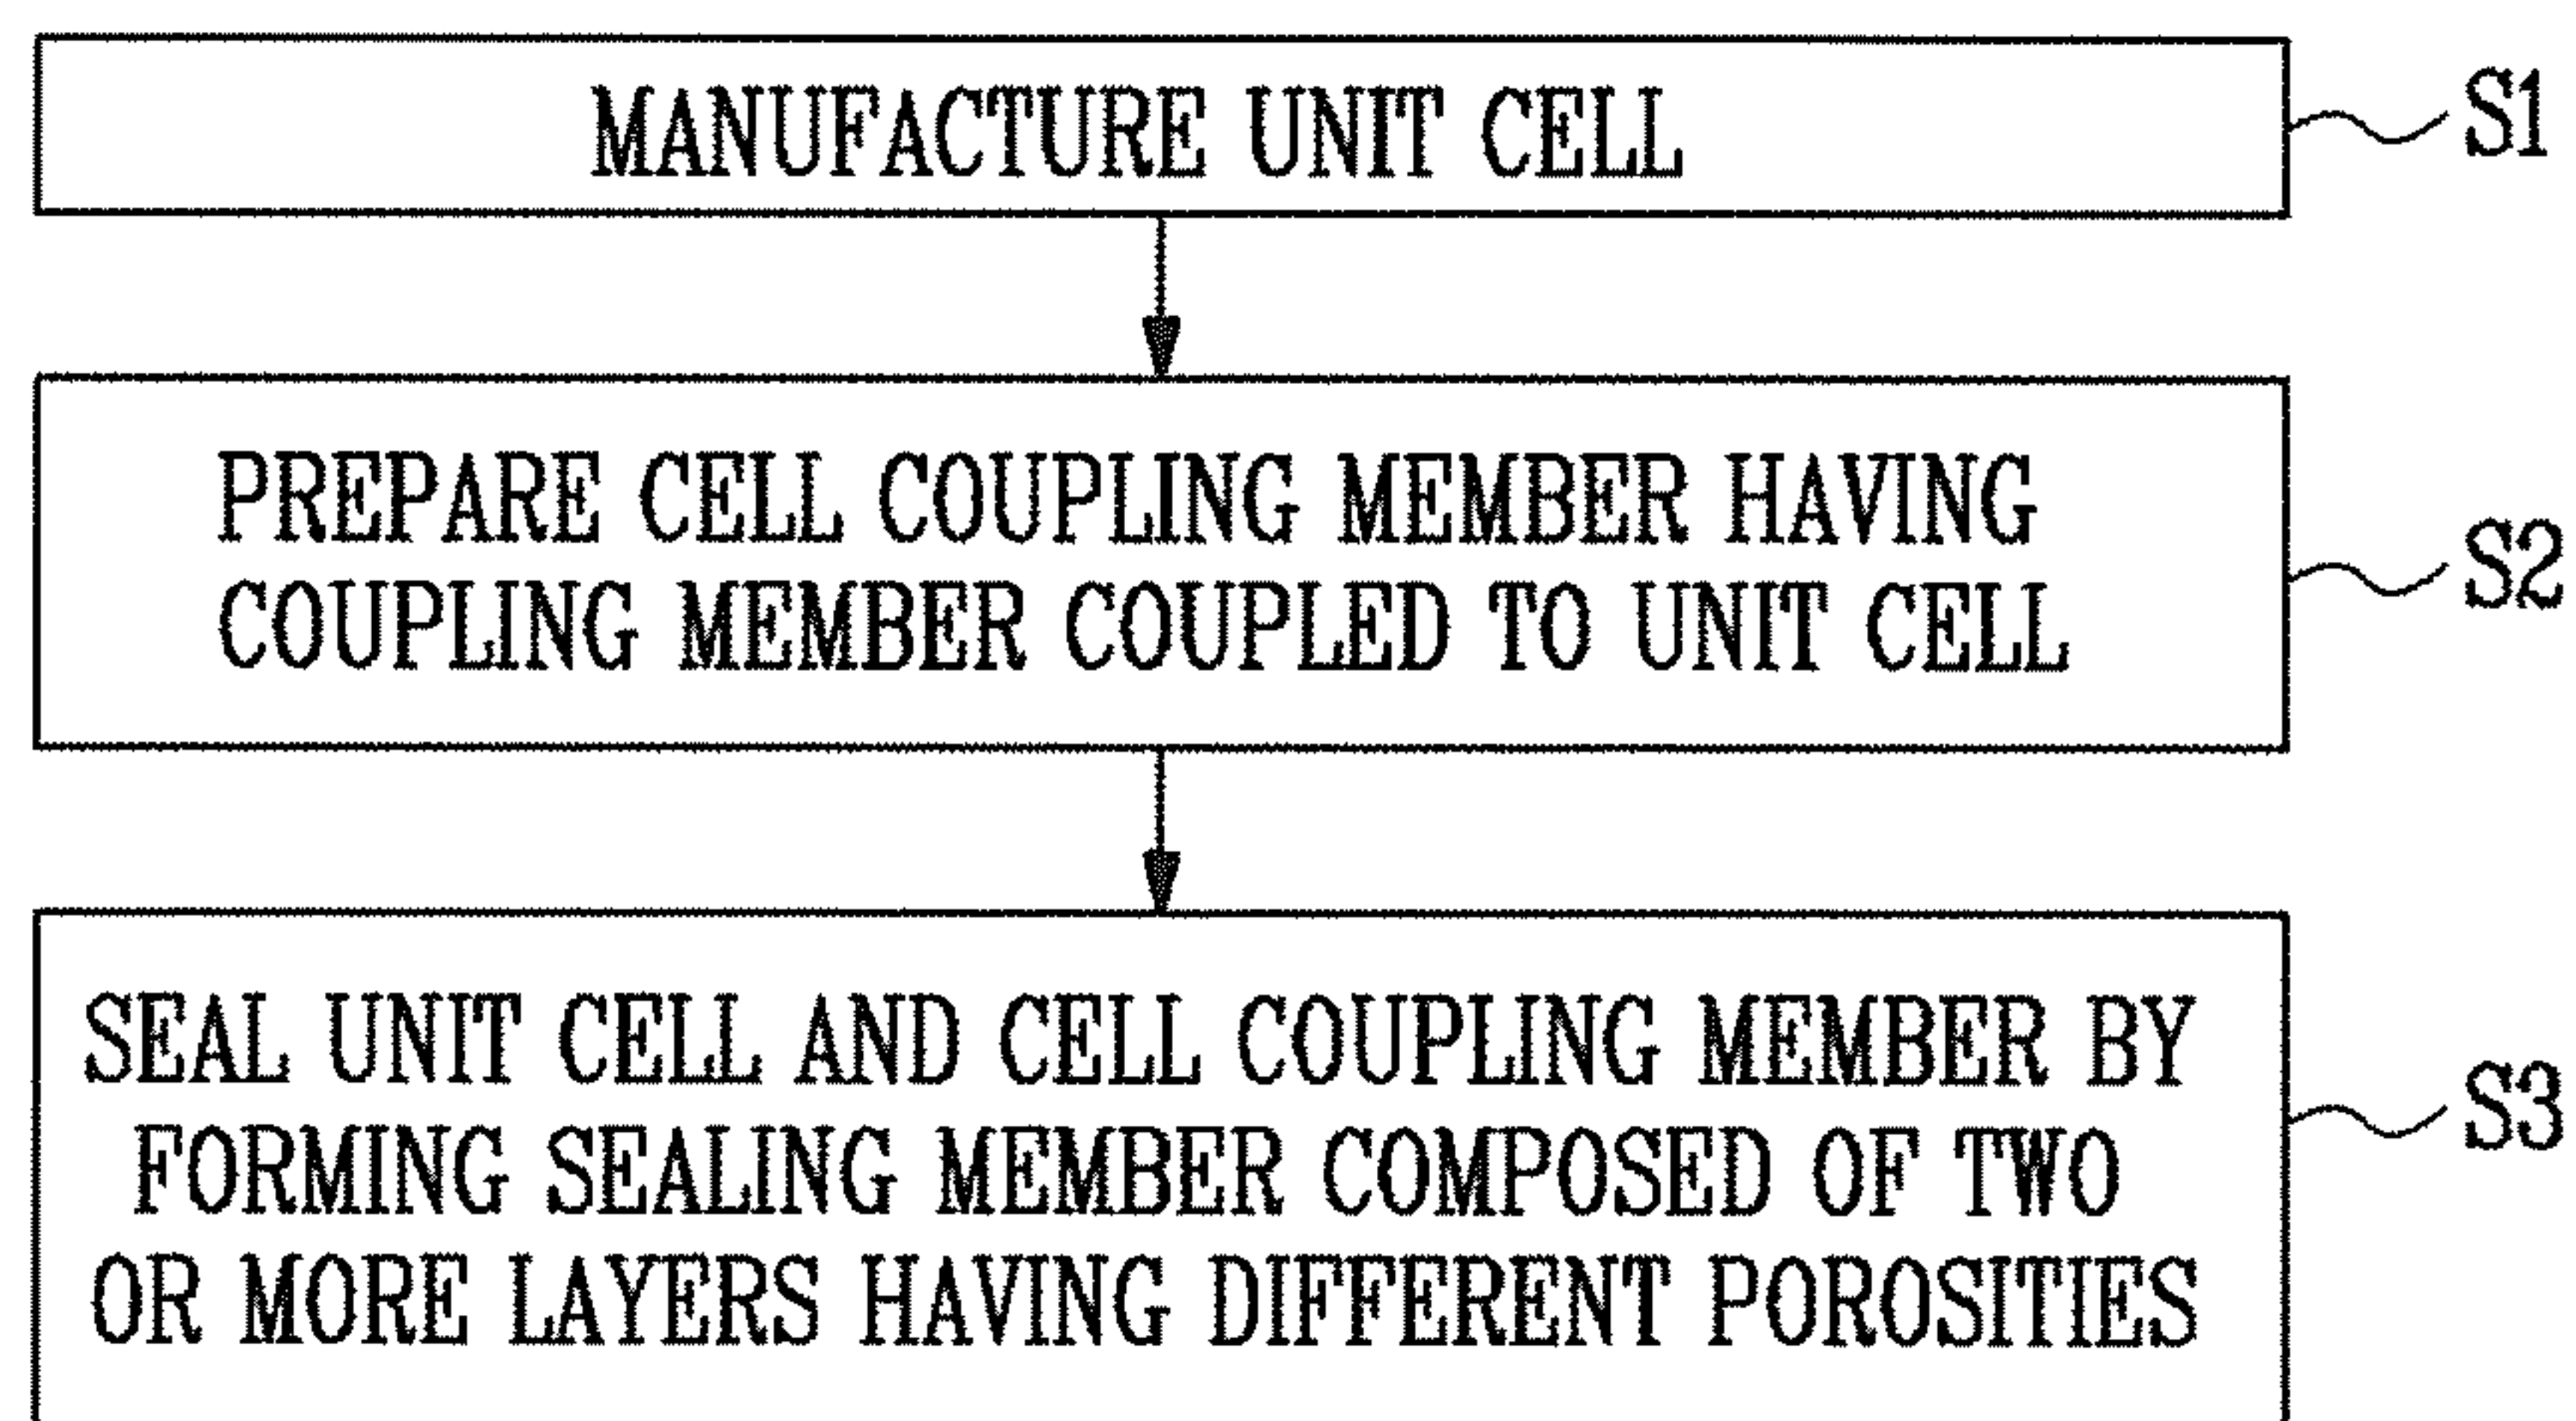 MANUFACTURE UNIT CELL
S1
PREPARE CELL COUPLING MEMBER HAVING
COUPLING MEMBER COUPLED TO UNIT CELL
S2
SEAL UNIT CELL AND CELL COUPLING MEMBER BY
FORMING SEALING MEMBER COMPOSED OF TWO
OR MORE LAYERS HAVING DIFFERENT POROSITIES
S3